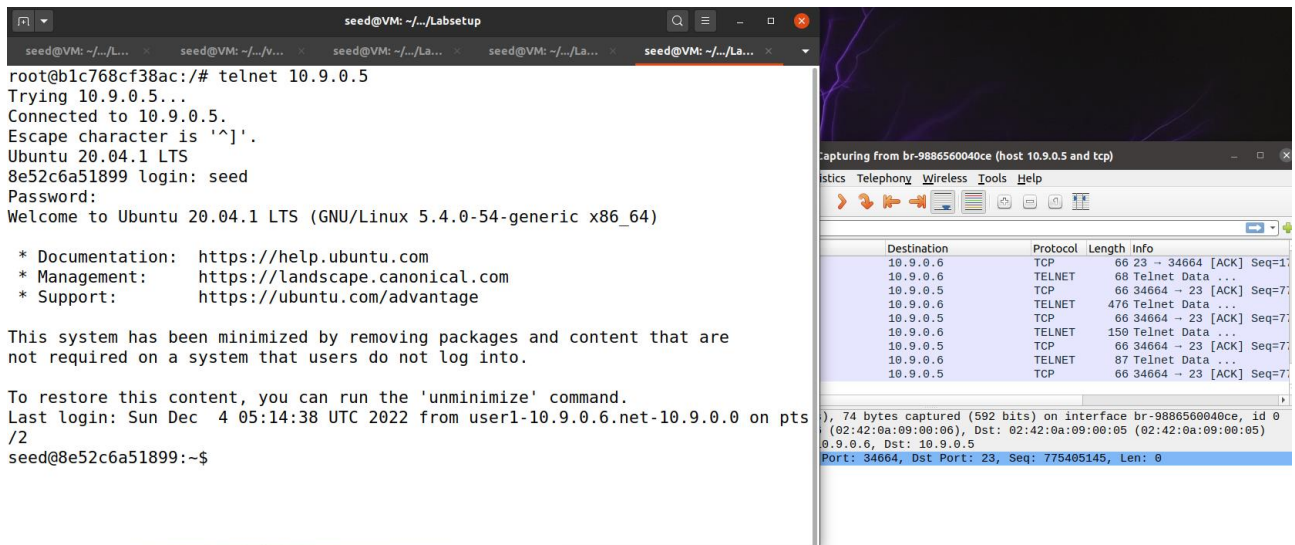 seed@VM: ~/.../Labsetup
seed@VM: ~/.../L...
seed@VM: ~/.../v...
seed@VM: ~/.../La...
seed@VM: ~/.../La...
seed@VM: ~/.../La...
root@b1c768cf38ac:/# telnet 10.9.0.5
Trying 10.9.0.5...
Connected to 10.9.0.5.
Escape character is '^]'.
Ubuntu 20.04.1 LTS
8e52c6a51899 login: seed
Password:
Welcome to Ubuntu 20.04.1 LTS (GNU/Linux 5.4.0-54-generic x86_64)
* Documentation:  https://help.ubuntu.com
* Management:     https://landscape.canonical.com
* Support:        https://ubuntu.com/advantage
This system has been minimized by removing packages and content that are
not required on a system that users do not log into.
To restore this content, you can run the 'unminimize' command.
Last login: Sun Dec  4 05:14:38 UTC 2022 from user1-10.9.0.6.net-10.9.0.0 on pts
/2
seed@8e52c6a51899:~$
Capturing from br-9886560040ce (host 10.9.0.5 and tcp)
istics Telephony Wireless Tools Help
Destination Protocol Length Info
10.9.0.6 TCP 66 23 → 34664 [ACK] Seq=17
10.9.0.6 TELNET 68 Telnet Data ...
10.9.0.5 TCP 66 34664 → 23 [ACK] Seq=77
10.9.0.6 TELNET 476 Telnet Data ...
10.9.0.5 TCP 66 34664 → 23 [ACK] Seq=77
10.9.0.6 TELNET 150 Telnet Data ...
10.9.0.5 TCP 66 34664 → 23 [ACK] Seq=77
10.9.0.6 TELNET 87 Telnet Data ...
10.9.0.5 TCP 66 34664 → 23 [ACK] Seq=77
), 74 bytes captured (592 bits) on interface br-9886560040ce, id 0
(02:42:0a:09:00:06), Dst: 02:42:0a:09:00:05 (02:42:0a:09:00:05)
0.9.0.6, Dst: 10.9.0.5
Port: 34664, Dst Port: 23, Seq: 775405145, Len: 0